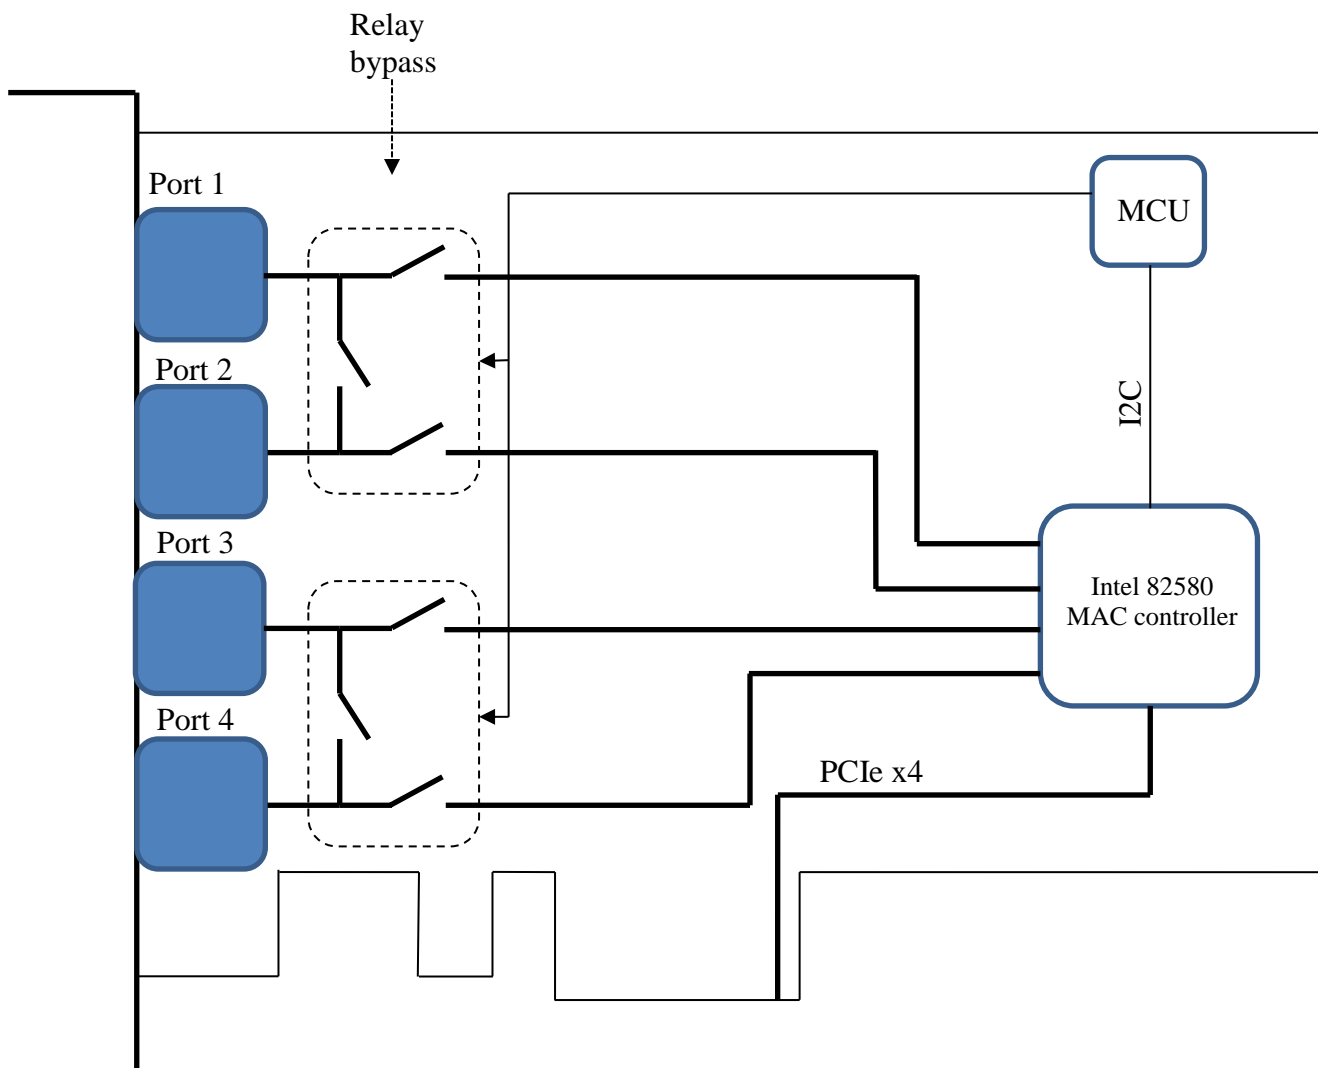 Relay
bypass
Port 1
MCU
Port 2
I2C
Port 3
Intel 82580
MAC controller
Port 4
PCIe x4